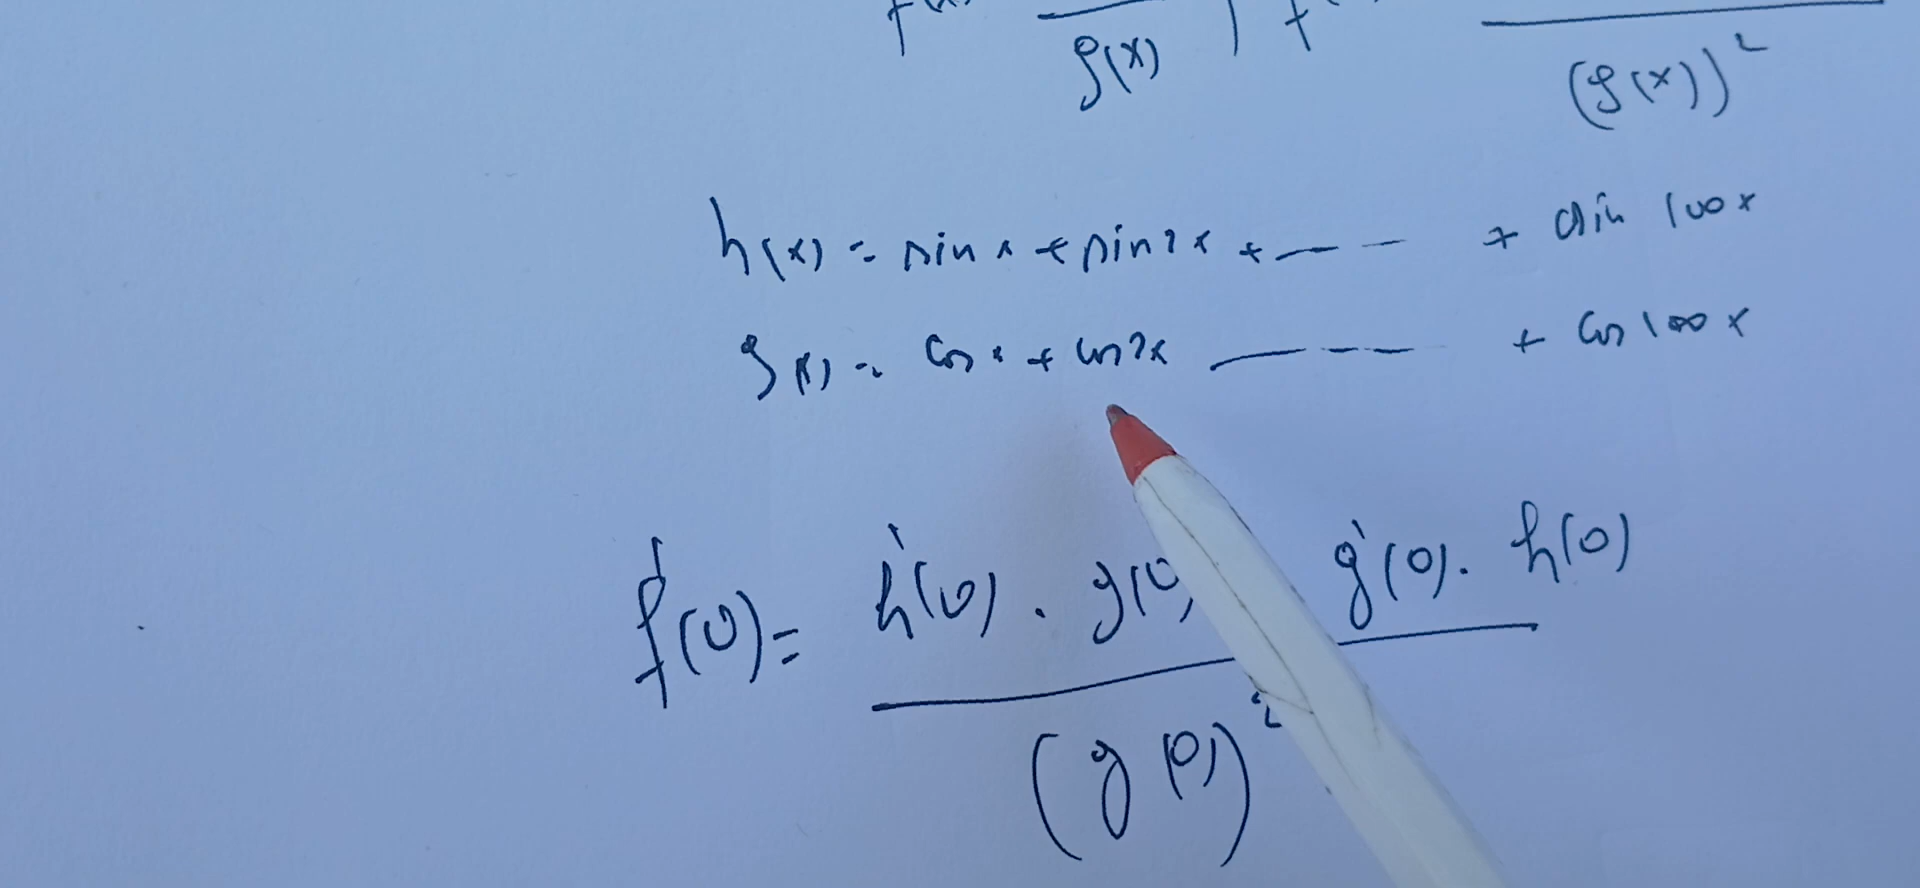 g(x) (g(x))²
h(x) = sin x + sin 2x + — — + sin 100x
g(x) = cos x + cos 2x ——— + cos 100x
f'(0) = h'(0) . g(0) g'(0) . h(0)
(g(0))²